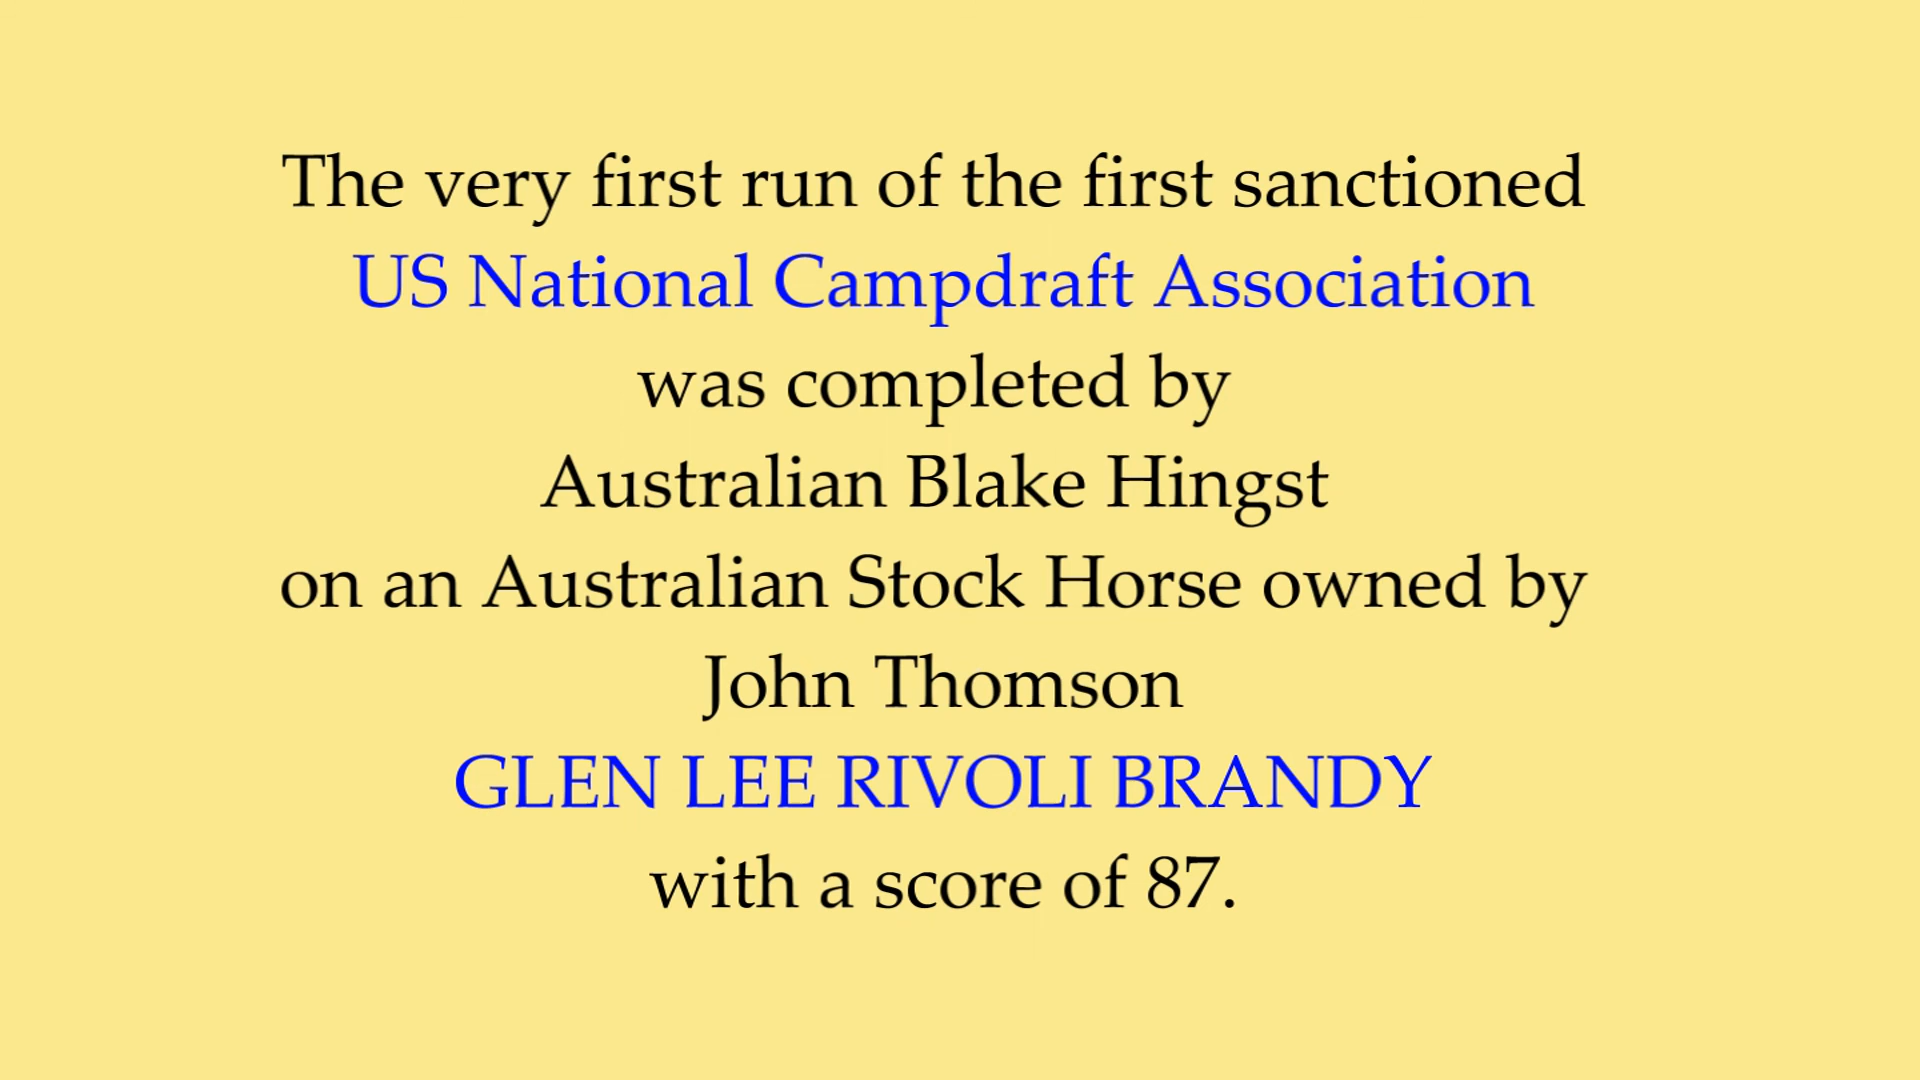 The very first run of the first sanctioned
US National Campdraft Association
was completed by
Australian Blake Hingst
on an Australian Stock Horse owned by
John Thomson
GLEN LEE RIVOLI BRANDY
with a score of 87.